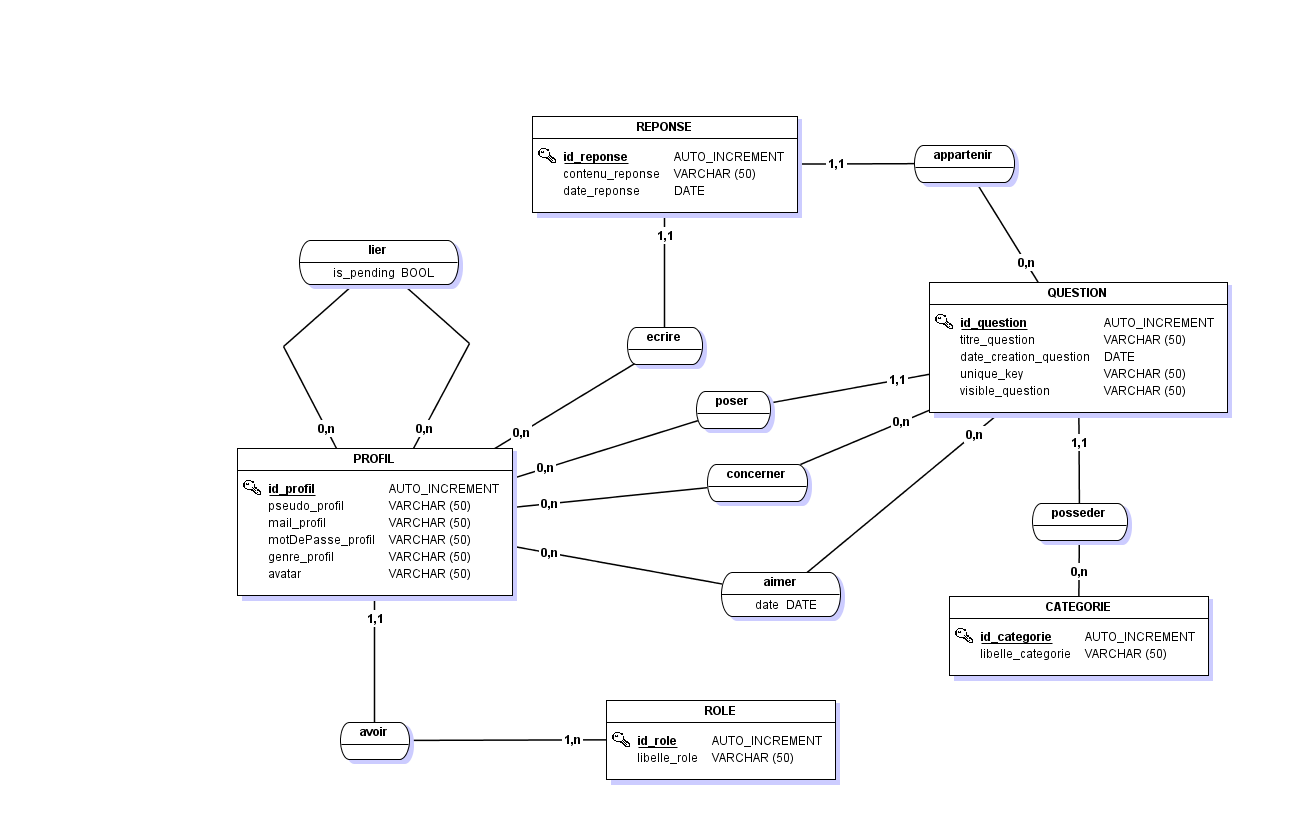 REPONSE
id_reponse AUTO_INCREMENT
contenu_reponse VARCHAR (50)
date_reponse DATE
1,1
appartenir
1,1
0,n
lier
is_pending BOOL
0,n
0,n
ecrire
0,n
QUESTION
id_question AUTO_INCREMENT
titre_question VARCHAR (50)
date_creation_question DATE
unique_key VARCHAR (50)
visible_question VARCHAR (50)
poser
1,1
0,n
concerner
0,n
0,n
0,n
0,n
aimer
date DATE
PROFIL
id_profil AUTO_INCREMENT
pseudo_profil VARCHAR (50)
mail_profil VARCHAR (50)
motDePasse_profil VARCHAR (50)
genre_profil VARCHAR (50)
avatar VARCHAR (50)
1,1
posseder
0,n
CATEGORIE
id_categorie AUTO_INCREMENT
libelle_categorie VARCHAR (50)
1,1
avoir
1,n
ROLE
id_role AUTO_INCREMENT
libelle_role VARCHAR (50)